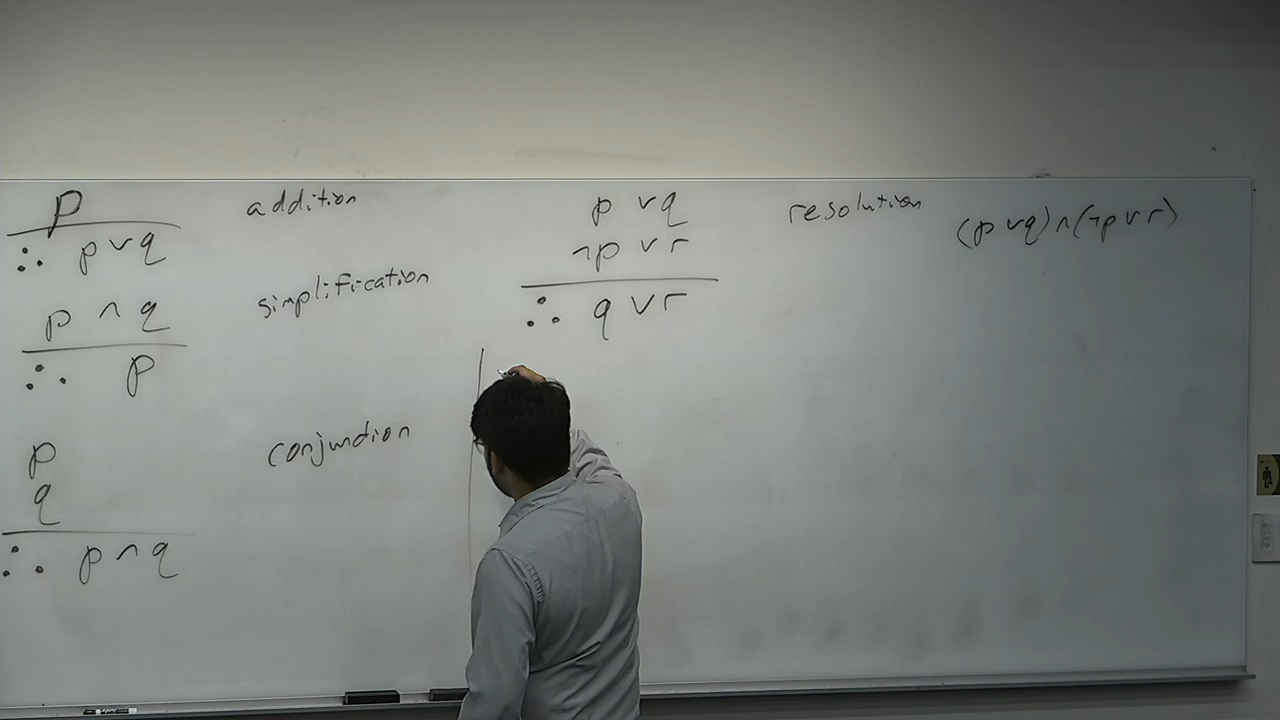 p
∴ p ∨ q
addition
p ∧ q
∴ p
simplification
p
q
∴ p ∧ q
conjunction
p ∨ q
¬p ∨ r
∴ q ∨ r
resolution
(p ∨ q) ∧ (¬p ∨ r)